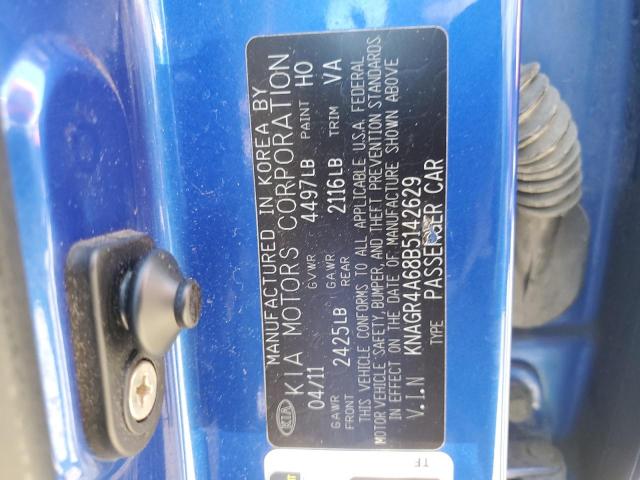 MANUFACTURED IN KOREA BY
KIA KIA MOTORS CORPORATION
04/11 GVWR 4497LB PAINT HO
GAWR FRONT 2425LB GAWR REAR 2116LB TRIM VA
THIS VEHICLE CONFORMS TO ALL APPLICABLE U.S.A. FEDERAL
MOTOR VEHICLE SAFETY, BUMPER, AND THEFT PREVENTION STANDARDS
IN EFFECT ON THE DATE OF MANUFACTURE SHOWN ABOVE
V.I.N KNAGR4A68B5142629
TYPE PASSENGER CAR
TE